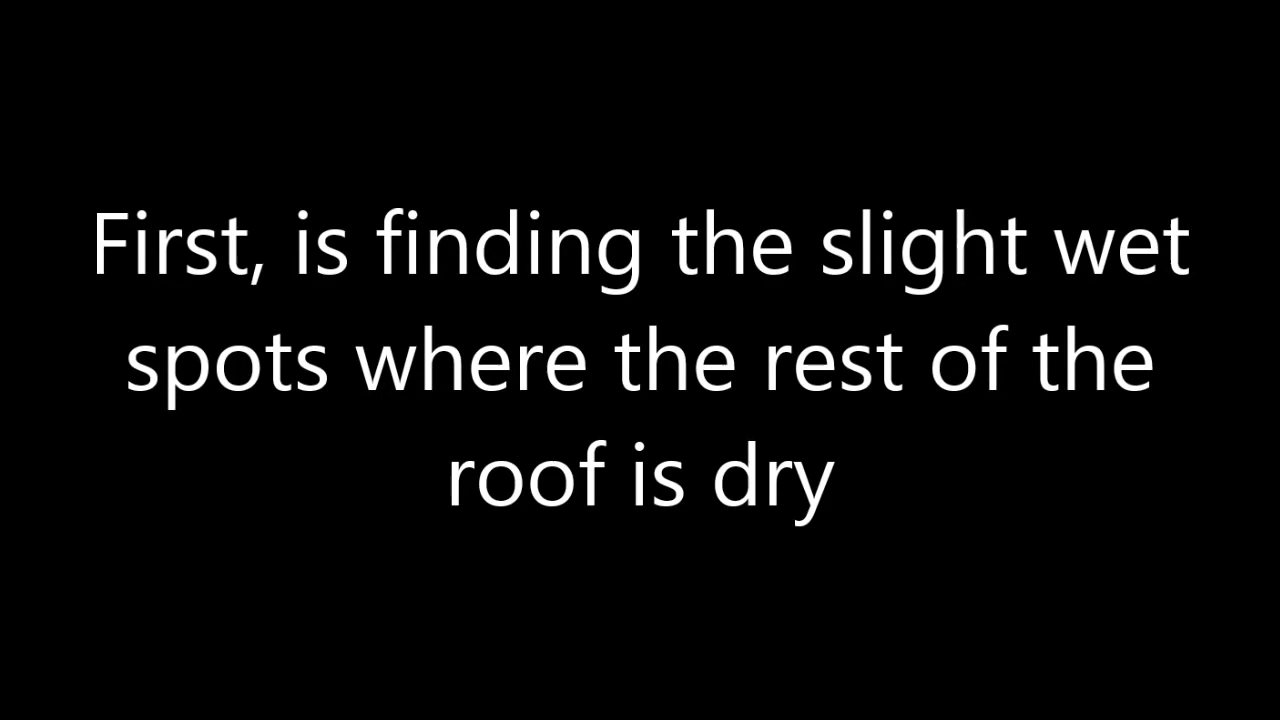 First, is finding the slight wet
spots where the rest of the
roof is dry